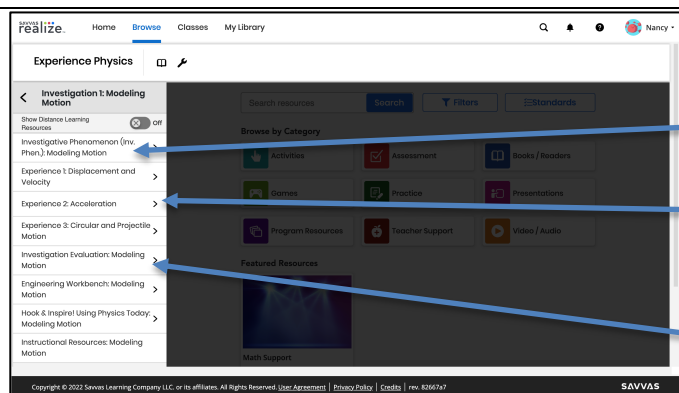 SAVVAS
realize.
Home Browse Classes My Library
Nancy
Experience Physics
Investigation 1: Modeling
Motion
Show Distance Learning
Resources
Off
Investigative Phenomenon (Inv.
Phen.): Modeling Motion
Experience 1: Displacement and
Velocity
Experience 2: Acceleration
Experience 3: Circular and Projectile
Motion
Investigation Evaluation: Modeling
Motion
Engineering Workbench: Modeling
Motion
Hook & Inspire! Using Physics Today:
Modeling Motion
Instructional Resources: Modeling
Motion
Search resources Search Filters Standards
Browse by Category
Activities Assessment Books / Readers
Games Practice Presentations
Program Resources Teacher Support Video / Audio
Featured Resources
Math Support
Copyright © 2022 Savvas Learning Company LLC. or its affiliates. All Rights Reserved. User Agreement | Privacy Policy | Credits | rev. 82667a7
SAVVAS